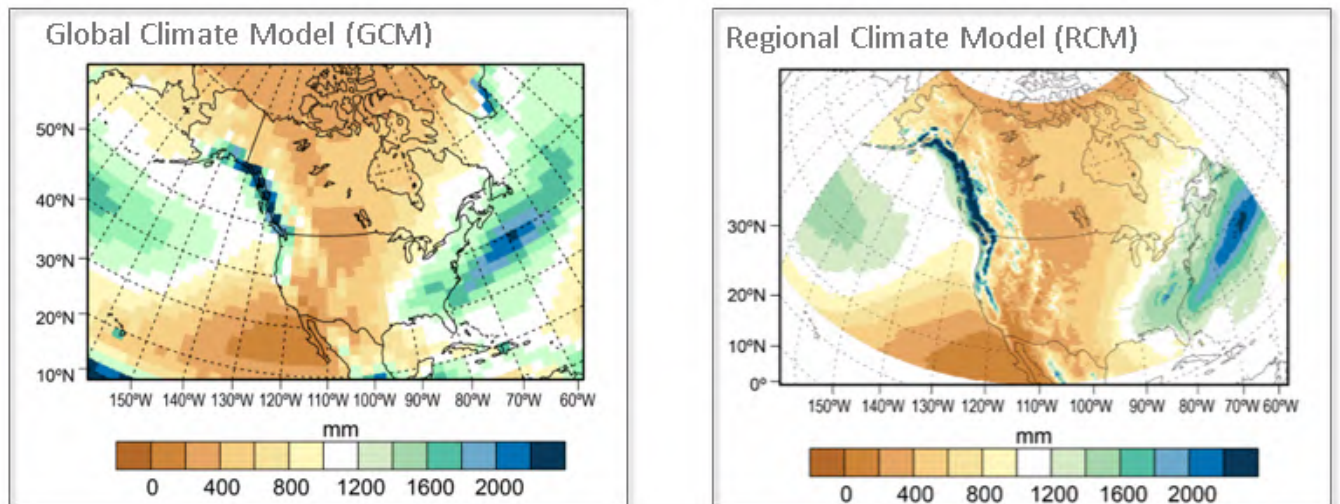 Global Climate Model (GCM)
50°N
40°N
30°N
20°N
10°N
150°W 140°W 130°W 120°W 110°W 100°W 90°W 80°W 70°W 60°W
mm
0 400 800 1200 1600 2000
Regional Climate Model (RCM)
30°N
20°N
10°N
0°
150°W 140°W 130°W 120°W 110°W 100°W 90°W 80°W 70°W 60°W
mm
0 400 800 1200 1600 2000